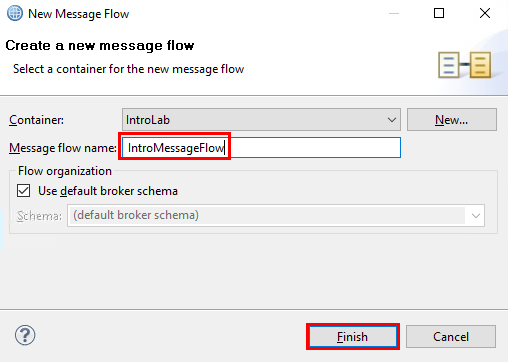 New Message Flow
Create a new message flow
Select a container for the new message flow
Container: IntroLab New...
Message flow name: IntroMessageFlow
Flow organization
Use default broker schema
Schema: (default broker schema)
? Finish Cancel